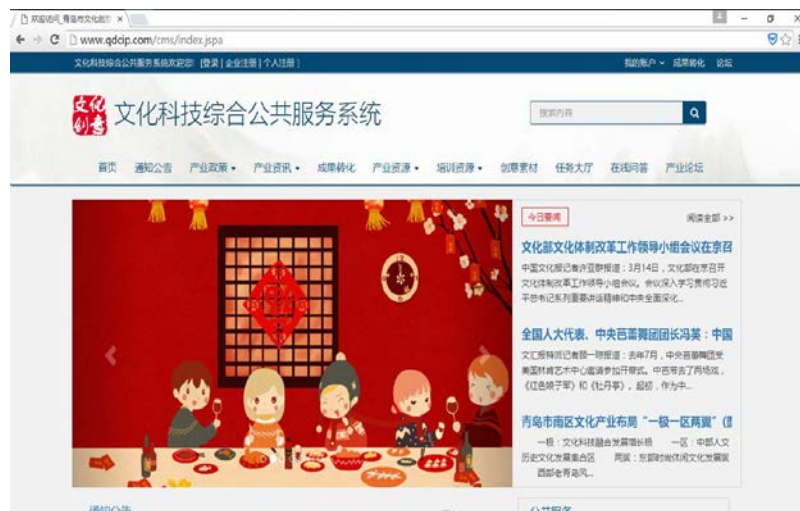 欢迎访问_青岛市文化创意
www.qdcip.com/cms/index.jspa
文化科技综合公共服务系统欢迎您! [登录 | 企业注册 | 个人注册 ]
我的账户 成果转化 论坛
文化创意
文化科技综合公共服务系统
搜索内容
首页 通知公告 产业政策 产业资讯 成果转化 产业资源 培训资源 创意素材 任务大厅 在线问答 产业论坛
今日要闻
阅读全部 >>
文化部文化体制改革工作领导小组会议在京召
中国文化报记者许亚群报道：3月14日，文化部在京召开
文化体制改革工作领导小组会议。会议深入学习贯彻习近
平总书记系列重要讲话精神和中央全面深化...
全国人大代表、中央芭蕾舞团团长冯英：中国
文汇报特派记者顾一琼报道：去年7月，中央芭蕾舞团受
美国林肯艺术中心邀请参加开幕式。中芭带去了两场戏，
《红色娘子军》和《牡丹亭》。起初，作为中...
青岛市南区文化产业布局“一极一区两翼”(图
一极：文化科技融合发展增长极 一区：中部人文
历史文化发展集合区 两翼：东部时尚休闲文化发展翼
西部老青岛风...
通知公告
公共服务